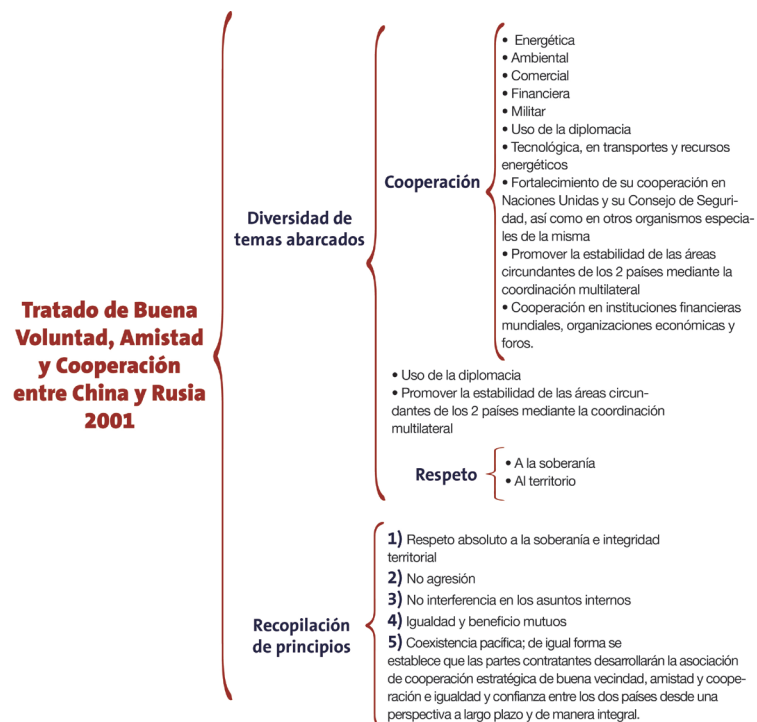 Tratado de Buena
Voluntad, Amistad
y Cooperación
entre China y Rusia
2001
Diversidad de
temas abarcados
Cooperación
• Energética
• Ambiental
• Comercial
• Financiera
• Militar
• Uso de la diplomacia
• Tecnológica, en transportes y recursos
energéticos
• Fortalecimiento de su cooperación en
Naciones Unidas y su Consejo de Seguri-
dad, así como en otros organismos especia-
les de la misma
• Promover la estabilidad de las áreas
circundantes de los 2 países mediante la
coordinación multilateral
• Cooperación en instituciones financieras
mundiales, organizaciones económicas y
foros.
• Uso de la diplomacia
• Promover la estabilidad de las áreas circun-
dantes de los 2 países mediante la coordinación
multilateral
Respeto
• A la soberanía
• Al territorio
Recopilación
de principios
1) Respeto absoluto a la soberanía e integridad
territorial
2) No agresión
3) No interferencia en los asuntos internos
4) Igualdad y beneficio mutuos
5) Coexistencia pacífica; de igual forma se
establece que las partes contratantes desarrollarán la asociación
de cooperación estratégica de buena vecindad, amistad y coope-
ración e igualdad y confianza entre los dos países desde una
perspectiva a largo plazo y de manera integral.